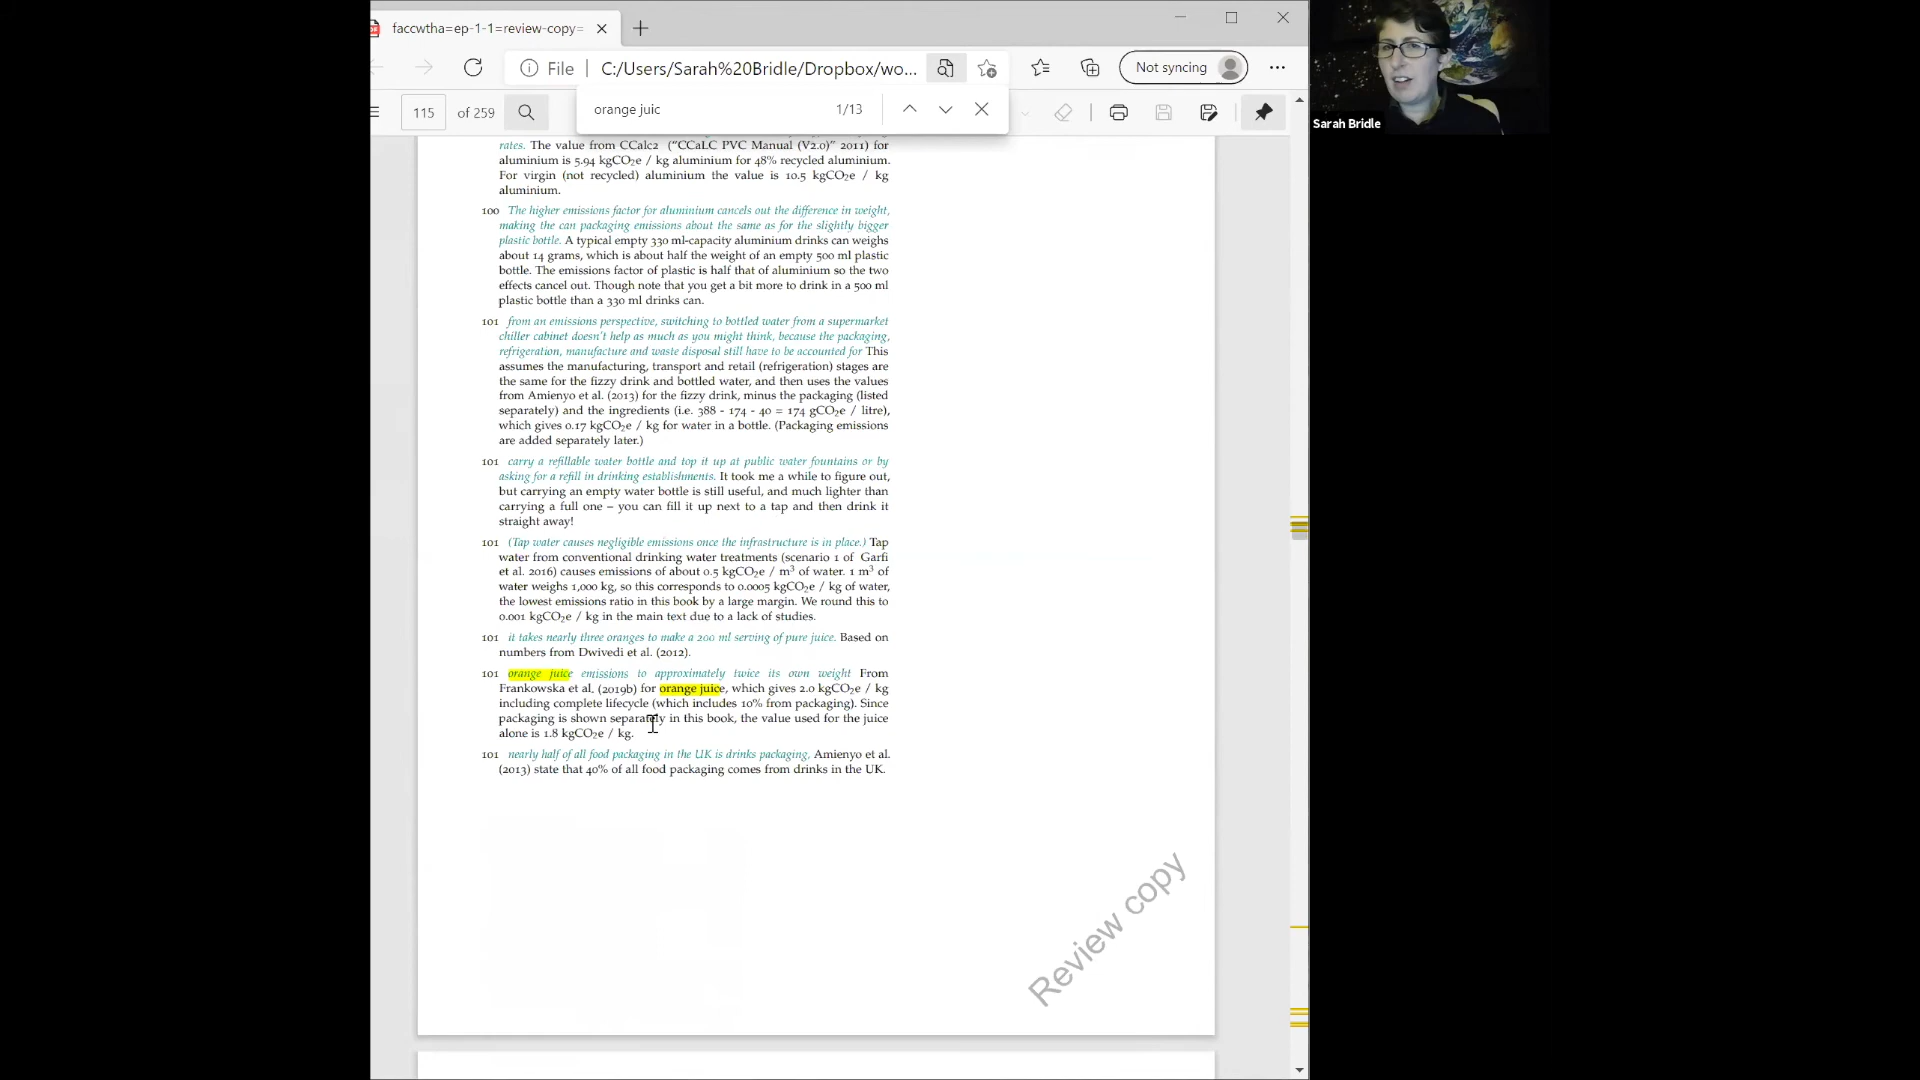 faccwtha=ep-1-1=review-copy=
File
C:/Users/Sarah%20Bridle/Dropbox/wo...
Not syncing
115
of 259
orange juic
1/13
Sarah Bridle
rates. The value from CCalc2 ("CCaLC PVC Manual (V2.0)" 2011) for
aluminium is 5.94 kgCO2e / kg aluminium for 48% recycled aluminium.
For virgin (not recycled) aluminium the value is 10.5 kgCO2e / kg
aluminium.
100 The higher emissions factor for aluminium cancels out the difference in weight,
making the can packaging emissions about the same as for the slightly bigger
plastic bottle. A typical empty 330 ml-capacity aluminium drinks can weighs
about 14 grams, which is about half the weight of an empty 500 ml plastic
bottle. The emissions factor of plastic is half that of aluminium so the two
effects cancel out. Though note that you get a bit more to drink in a 500 ml
plastic bottle than a 330 ml drinks can.
101 from an emissions perspective, switching to bottled water from a supermarket
chiller cabinet doesn't help as much as you might think, because the packaging,
refrigeration, manufacture and waste disposal still have to be accounted for This
assumes the manufacturing, transport and retail (refrigeration) stages are
the same for the fizzy drink and bottled water, and then uses the values
from Amienyo et al. (2013) for the fizzy drink, minus the packaging (listed
separately) and the ingredients (i.e. 388 - 174 - 40 = 174 gCO2e / litre),
which gives 0.17 kgCO2e / kg for water in a bottle. (Packaging emissions
are added separately later.)
101 carry a refillable water bottle and top it up at public water fountains or by
asking for a refill in drinking establishments. It took me a while to figure out,
but carrying an empty water bottle is still useful, and much lighter than
carrying a full one – you can fill it up next to a tap and then drink it
straight away!
101 (Tap water causes negligible emissions once the infrastructure is in place.) Tap
water from conventional drinking water treatments (scenario 1 of Garfi
et al. 2016) causes emissions of about 0.5 kgCO2e / m3 of water. 1 m3 of
water weighs 1,000 kg, so this corresponds to 0.0005 kgCO2e / kg of water,
the lowest emissions ratio in this book by a large margin. We round this to
0.001 kgCO2e / kg in the main text due to a lack of studies.
101 it takes nearly three oranges to make a 200 ml serving of pure juice. Based on
numbers from Dwivedi et al. (2012).
101 orange juice emissions to approximately twice its own weight From
Frankowska et al. (2019b) for orange juice, which gives 2.0 kgCO2e / kg
including complete lifecycle (which includes 10% from packaging). Since
packaging is shown separately in this book, the value used for the juice
alone is 1.8 kgCO2e / kg.
101 nearly half of all food packaging in the UK is drinks packaging, Amienyo et al.
(2013) state that 40% of all food packaging comes from drinks in the UK.
Review copy